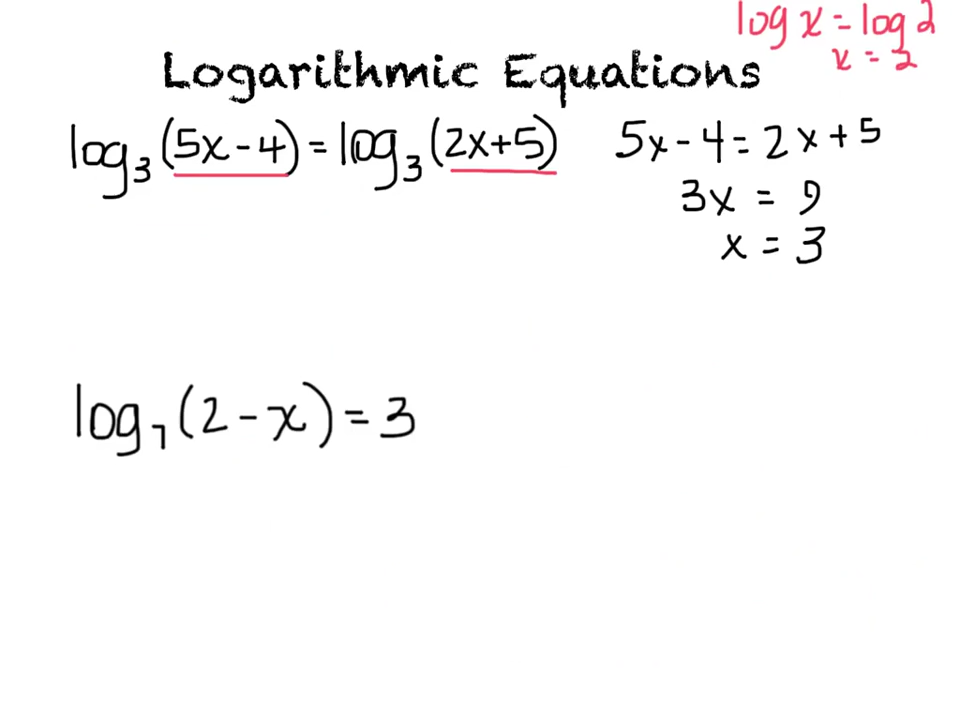 log x = log 2
x = 2
Logarithmic Equations
log₃(5x-4) = log₃(2x+5)
5x-4 = 2x+5
3x = 9
x = 3
log₇(2-x) = 3